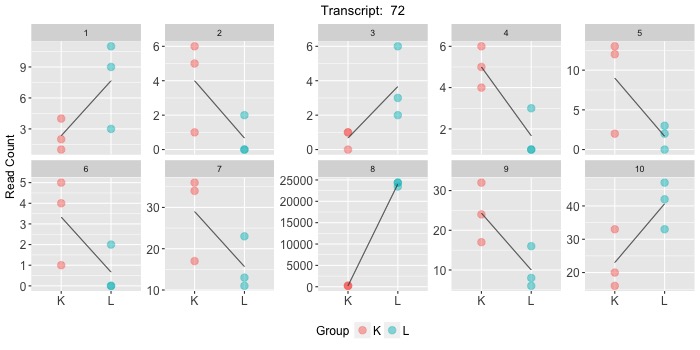 Transcript: 72
1 2 3 4 5
9 6 6 6 10
6 4 4 4 5
3 2 2 2 0
0 0
Read Count
6 7 8 9 10
5 30 25000 30 40
4 20 20000 20 30
3 10 15000 10 20
2 10000
1 5000
0 0
K L K L K L K L K L
Group K L